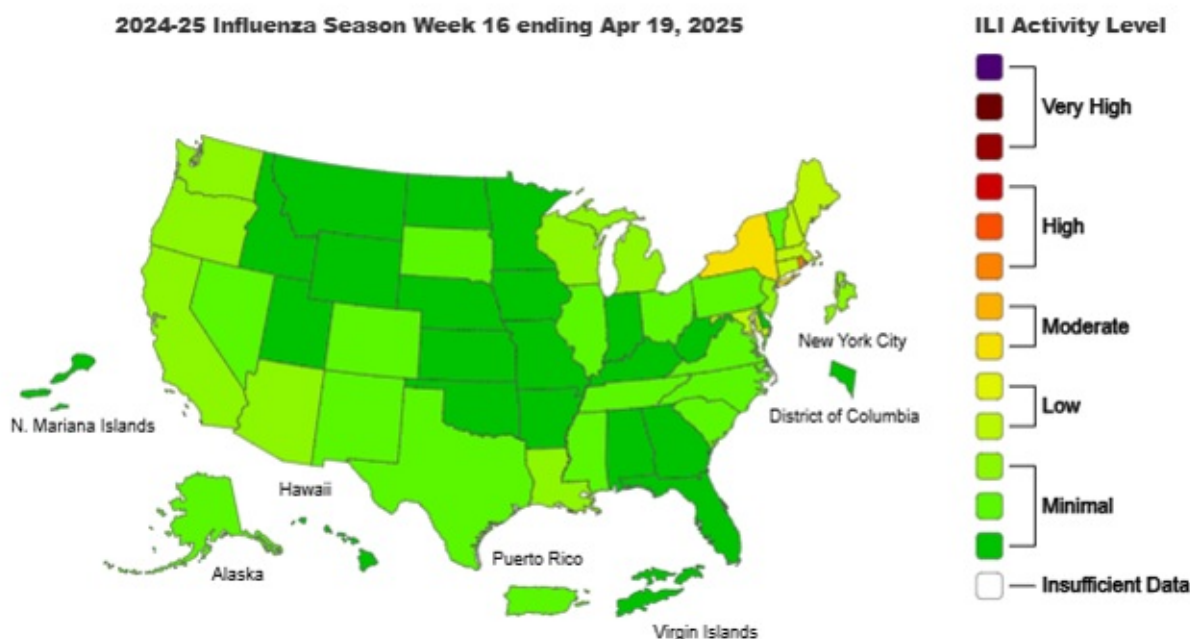 2024-25 Influenza Season Week 16 ending Apr 19, 2025
ILI Activity Level
Very High
High
Moderate
Low
Minimal
Insufficient Data
New York City
District of Columbia
N. Mariana Islands
Hawaii
Alaska
Puerto Rico
Virgin Islands